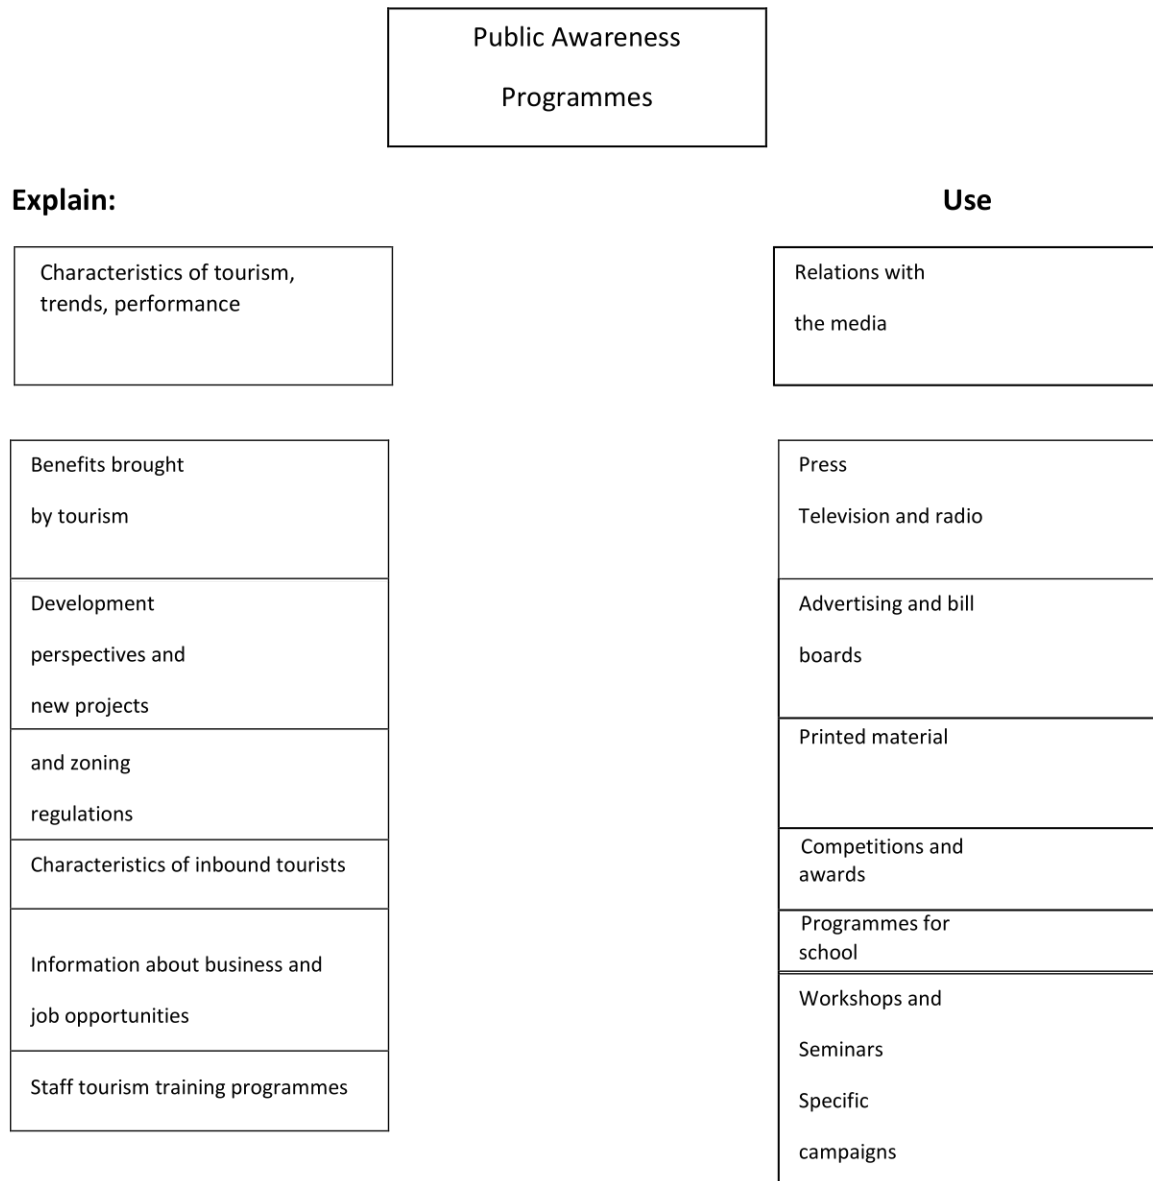 Public Awareness
Programmes
Explain:
Use
Characteristics of tourism,
trends, performance
Relations with
the media
Benefits brought
by tourism
Press
Television and radio
Development
perspectives and
new projects
Advertising and bill
boards
and zoning
regulations
Printed material
Characteristics of inbound tourists
Competitions and
awards
Information about business and
job opportunities
Programmes for
school
Staff tourism training programmes
Workshops and
Seminars
Specific
campaigns